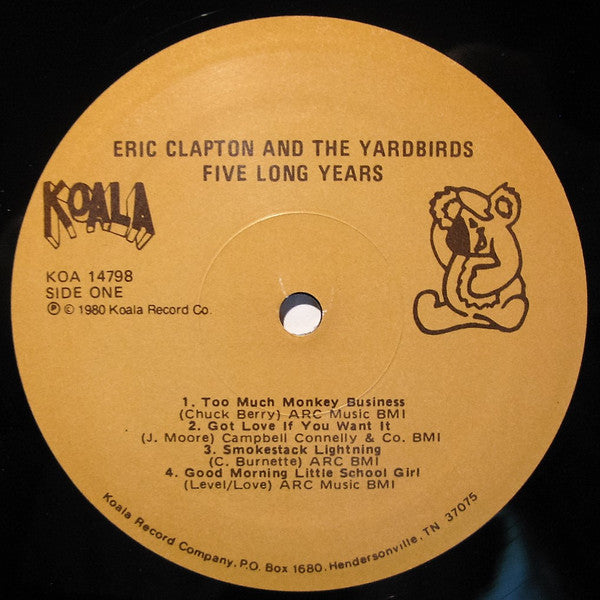 ERIC CLAPTON AND THE YARDBIRDS
FIVE LONG YEARS
KOALA
KOA 14798
SIDE ONE
℗ © 1980 Koala Record Co.
1. Too Much Monkey Business
(Chuck Berry) ARC Music BMI
2. Got Love If You Want It
(J. Moore) Campbell Connelly & Co. BMI
3. Smokestack Lightning
(C. Burnette) ARC BMI
4. Good Morning Little School Girl
(Level/Love) ARC Music BMI
Koala Record Company, P.O. Box 1680, Hendersonville, TN 37075